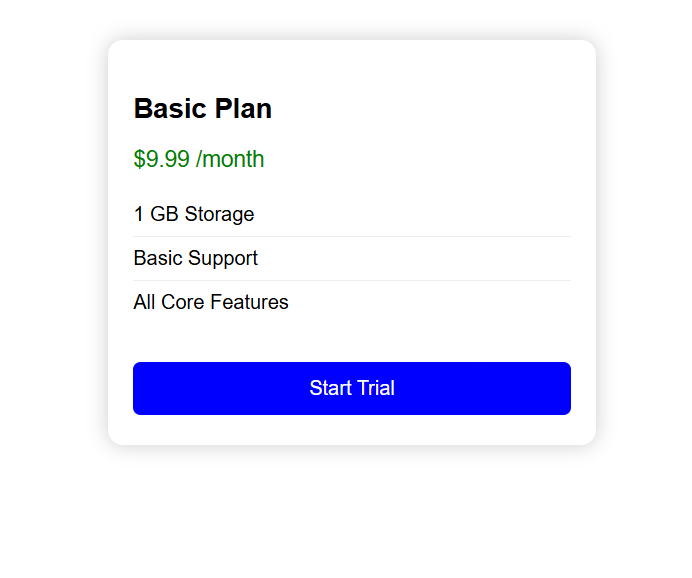 Basic Plan
$9.99 /month
1 GB Storage
Basic Support
All Core Features
Start Trial